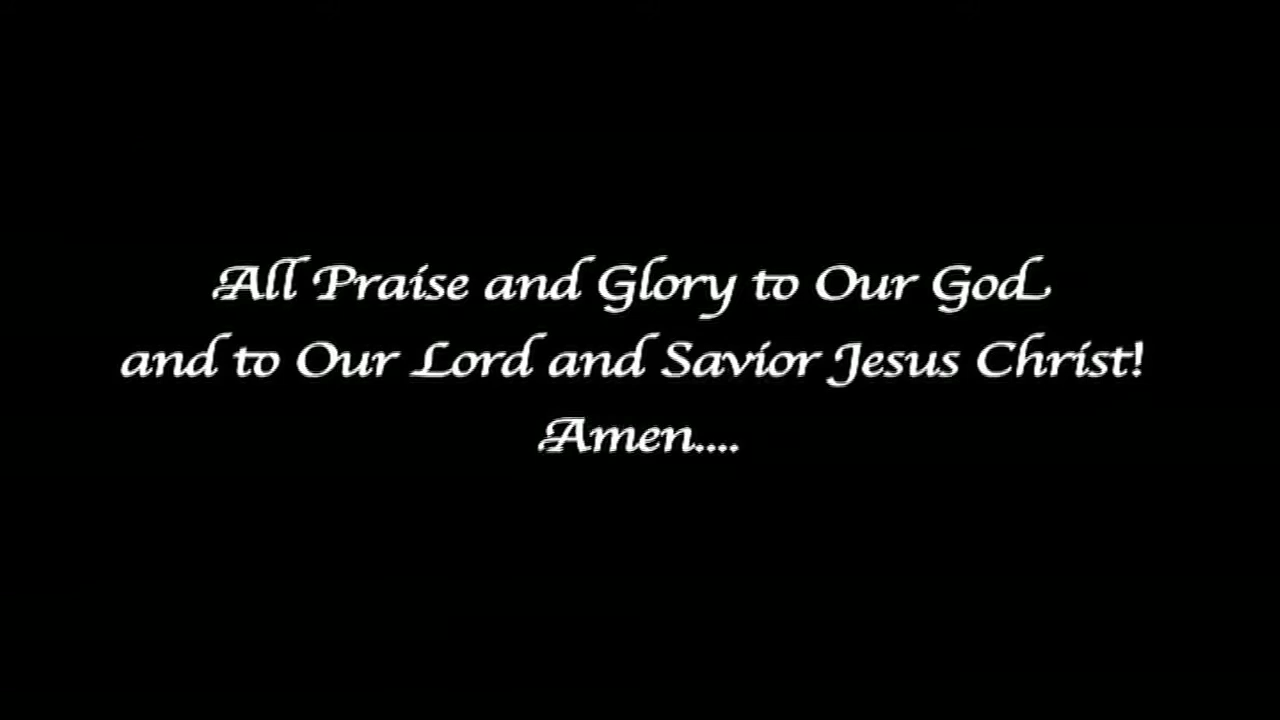 All Praise and Glory to Our God
and to Our Lord and Savior Jesus Christ!
Amen....